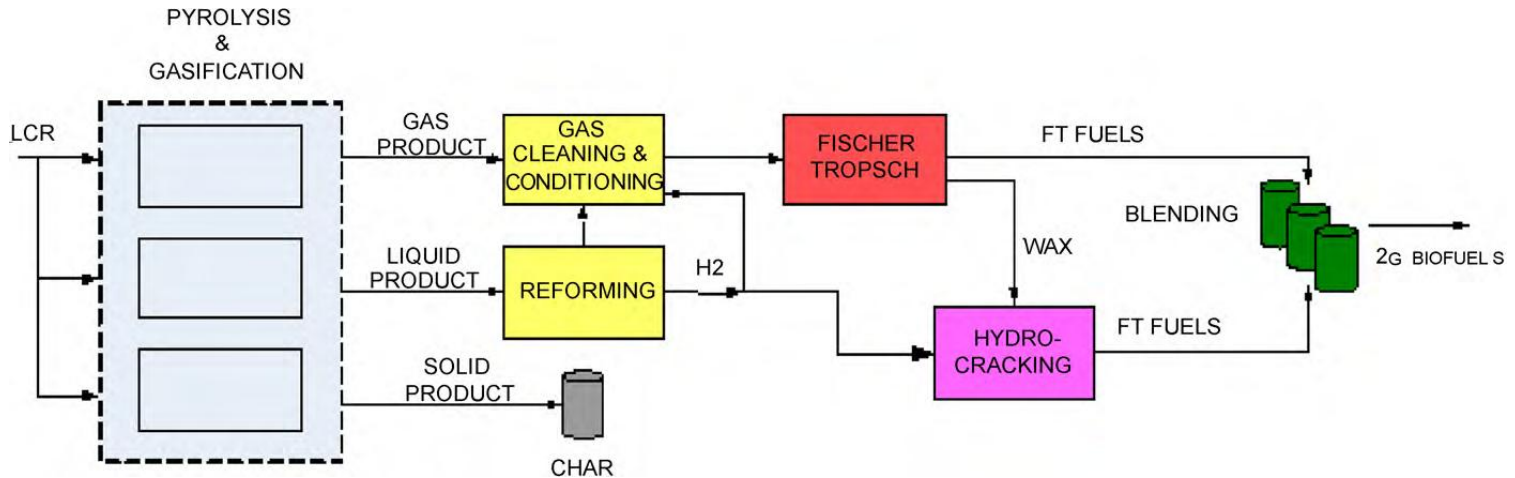 PYROLYSIS
&
GASIFICATION
LCR
GAS
PRODUCT
GAS
CLEANING &
CONDITIONING
FISCHER
TROPSCH
FT FUELS
BLENDING
2G BIOFUEL S
LIQUID
PRODUCT
REFORMING
H2
WAX
HYDRO-
CRACKING
FT FUELS
SOLID
PRODUCT
CHAR